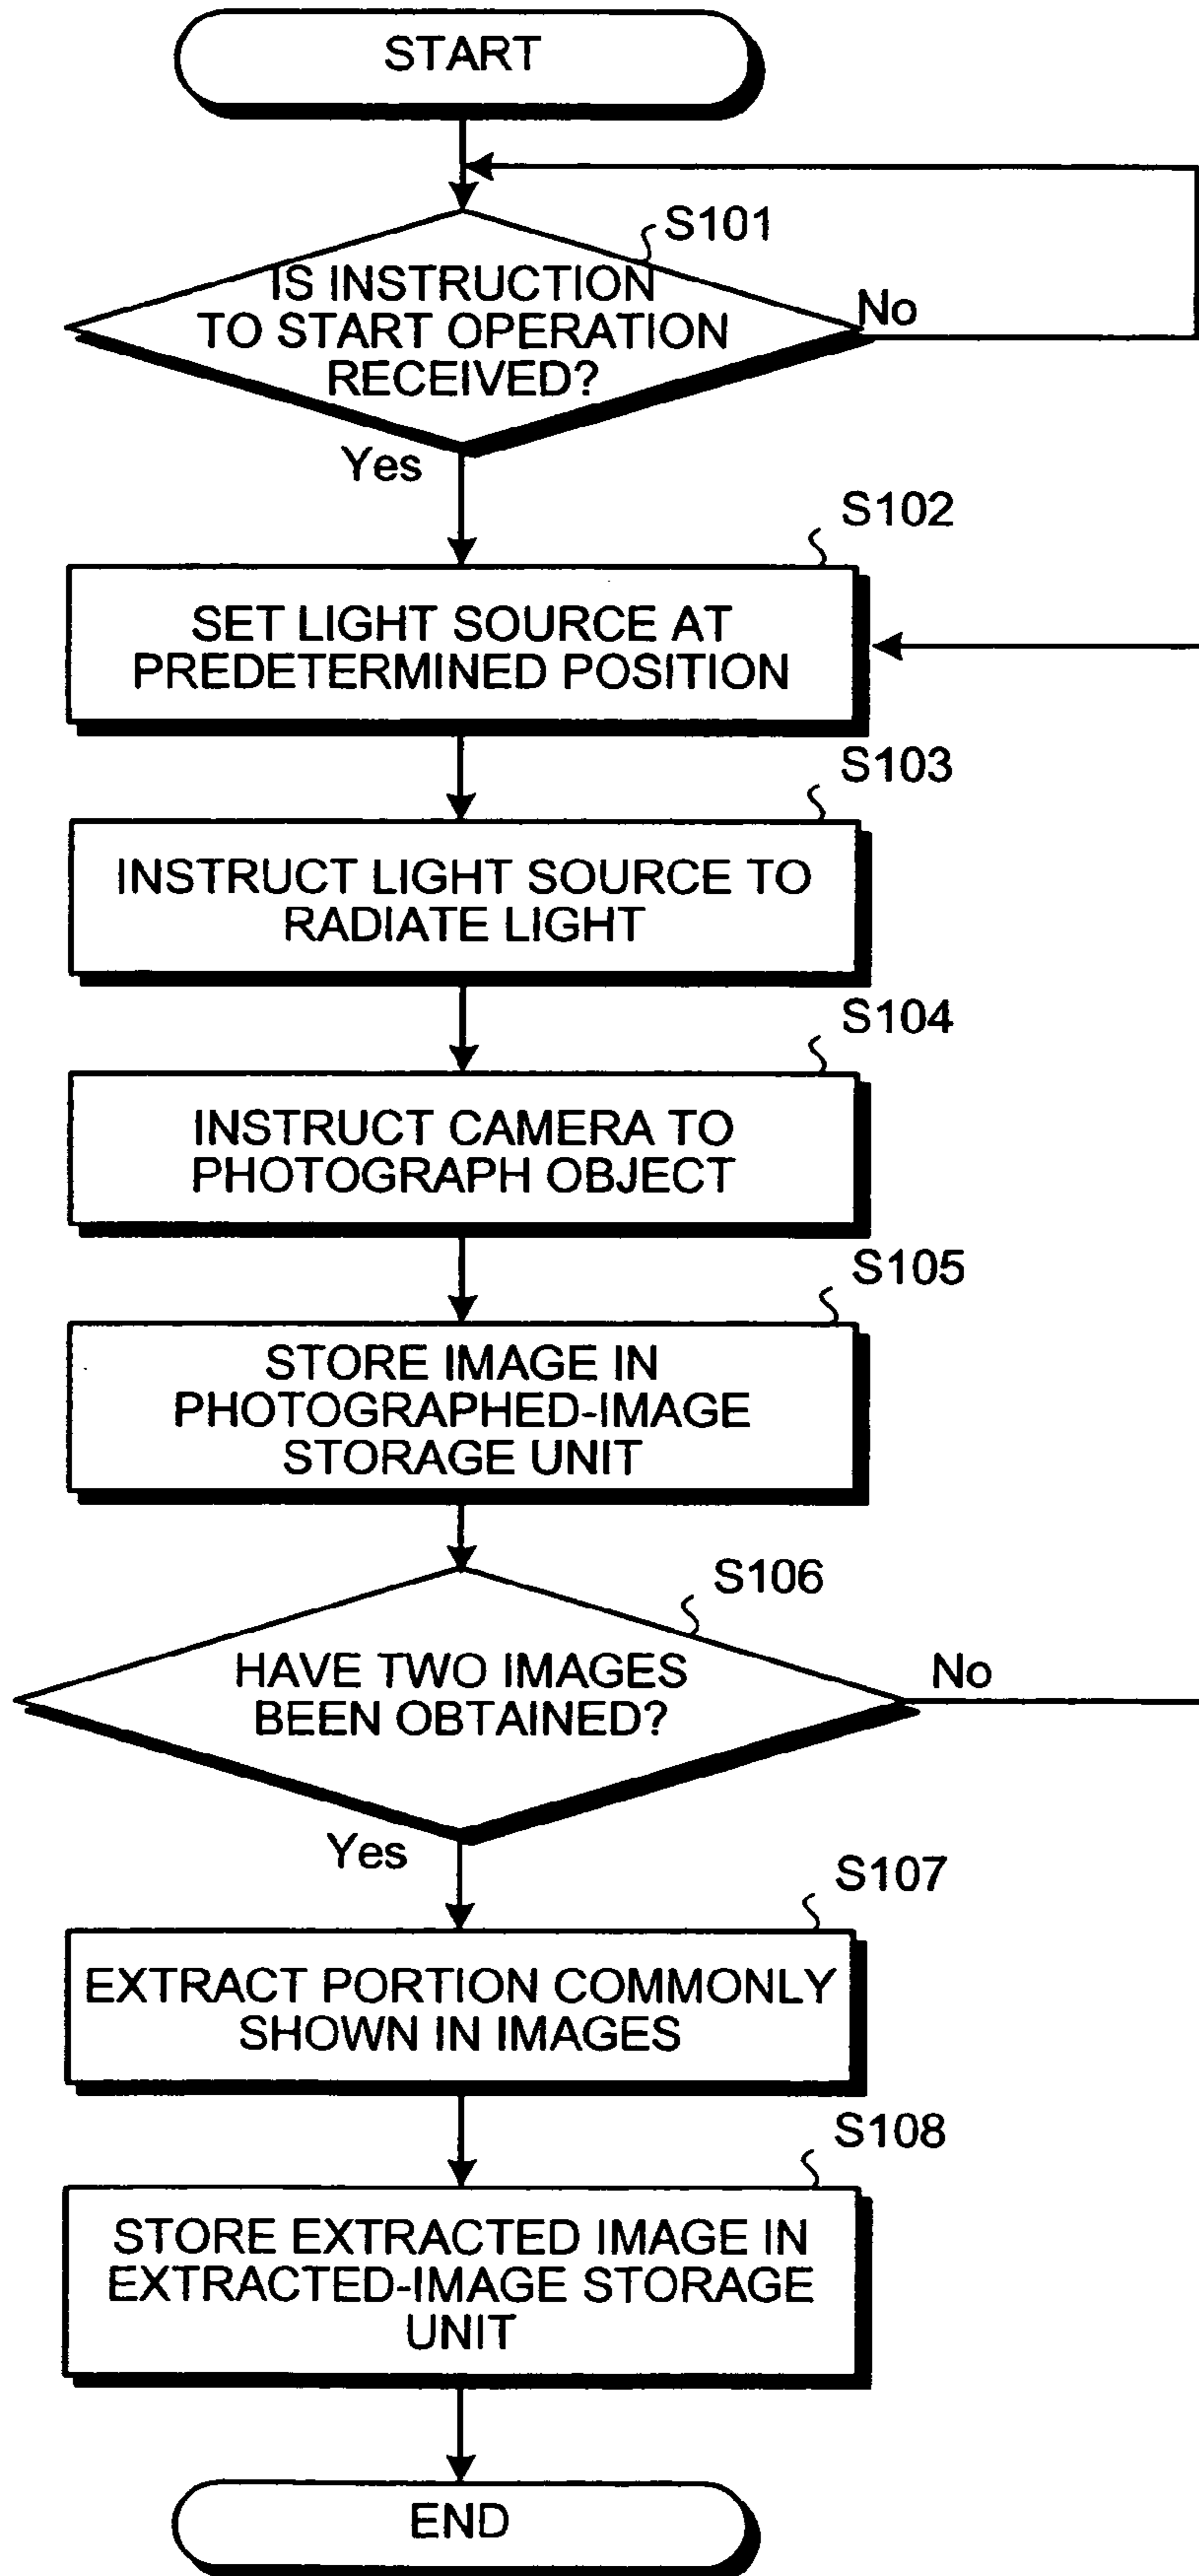 START
S101
IS INSTRUCTION
TO START OPERATION
RECEIVED?
No
Yes
S102
SET LIGHT SOURCE AT
PREDETERMINED POSITION
S103
INSTRUCT LIGHT SOURCE TO
RADIATE LIGHT
S104
INSTRUCT CAMERA TO
PHOTOGRAPH OBJECT
S105
STORE IMAGE IN
PHOTOGRAPHED-IMAGE
STORAGE UNIT
S106
HAVE TWO IMAGES
BEEN OBTAINED?
No
Yes
S107
EXTRACT PORTION COMMONLY
SHOWN IN IMAGES
S108
STORE EXTRACTED IMAGE IN
EXTRACTED-IMAGE STORAGE
UNIT
END